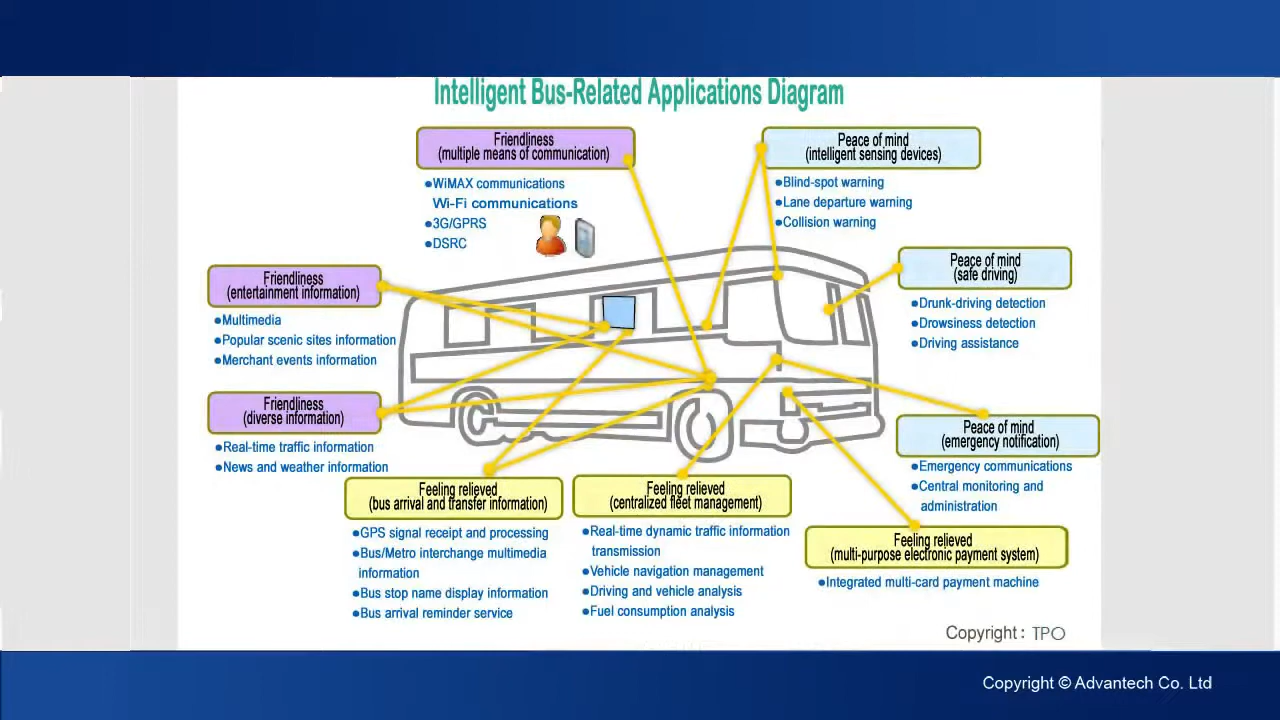 Intelligent Bus-Related Applications Diagram
Friendliness
(multiple means of communication)
●WiMAX communications
Wi-Fi communications
●3G/GPRS
●DSRC
Peace of mind
(intelligent sensing devices)
●Blind-spot warning
●Lane departure warning
●Collision warning
Friendliness
(entertainment information)
●Multimedia
●Popular scenic sites information
●Merchant events information
Peace of mind
(safe driving)
●Drunk-driving detection
●Drowsiness detection
●Driving assistance
Friendliness
(diverse information)
●Real-time traffic information
●News and weather information
Peace of mind
(emergency notification)
●Emergency communications
●Central monitoring and
administration
Feeling relieved
(bus arrival and transfer information)
●GPS signal receipt and processing
●Bus/Metro interchange multimedia
information
●Bus stop name display information
●Bus arrival reminder service
Feeling relieved
(centralized fleet management)
●Real-time dynamic traffic information
transmission
●Vehicle navigation management
●Driving and vehicle analysis
●Fuel consumption analysis
Feeling relieved
(multi-purpose electronic payment system)
●Integrated multi-card payment machine
Copyright : TPO
Copyright © Advantech Co. Ltd